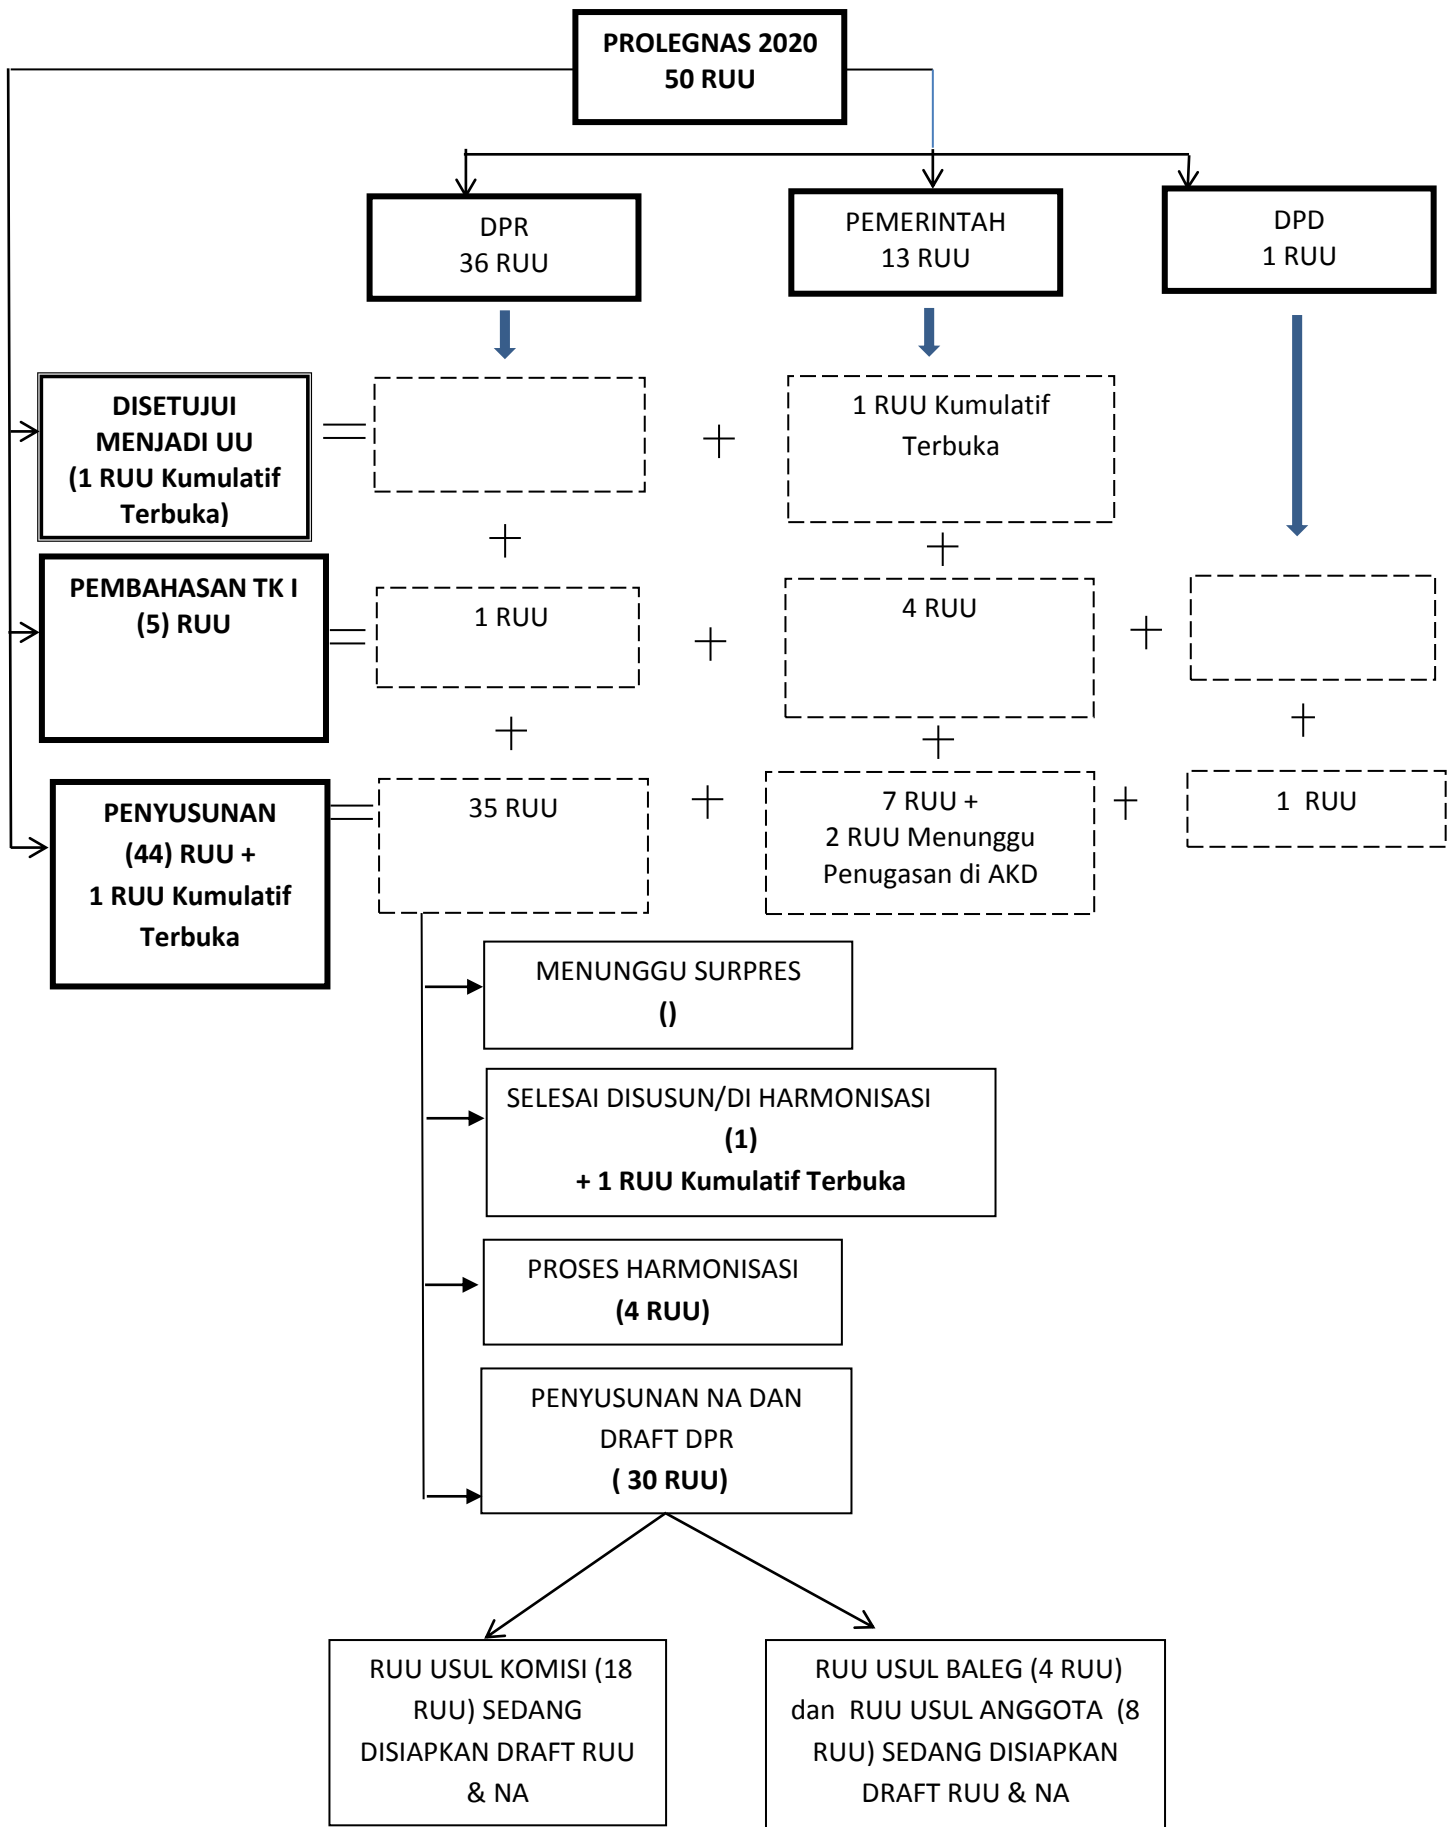 PROLEGNAS 2020
50 RUU
DPR
36 RUU
PEMERINTAH
13 RUU
DPD
1 RUU
DISETUJUI
MENJADI UU
(1 RUU Kumulatif
Terbuka)
=
+
1 RUU Kumulatif
Terbuka
+
+
PEMBAHASAN TK I
(5) RUU
=
1 RUU
+
4 RUU
+
+
+
+
PENYUSUNAN
(44) RUU +
1 RUU Kumulatif
Terbuka
=
35 RUU
+
7 RUU +
2 RUU Menunggu
Penugasan di AKD
+
1 RUU
MENUNGGU SURPRES
()
SELESAI DISUSUN/DI HARMONISASI
(1)
+ 1 RUU Kumulatif Terbuka
PROSES HARMONISASI
(4 RUU)
PENYUSUNAN NA DAN
DRAFT DPR
( 30 RUU)
RUU USUL KOMISI (18
RUU) SEDANG
DISIAPKAN DRAFT RUU
& NA
RUU USUL BALEG (4 RUU)
dan RUU USUL ANGGOTA (8
RUU) SEDANG DISIAPKAN
DRAFT RUU & NA